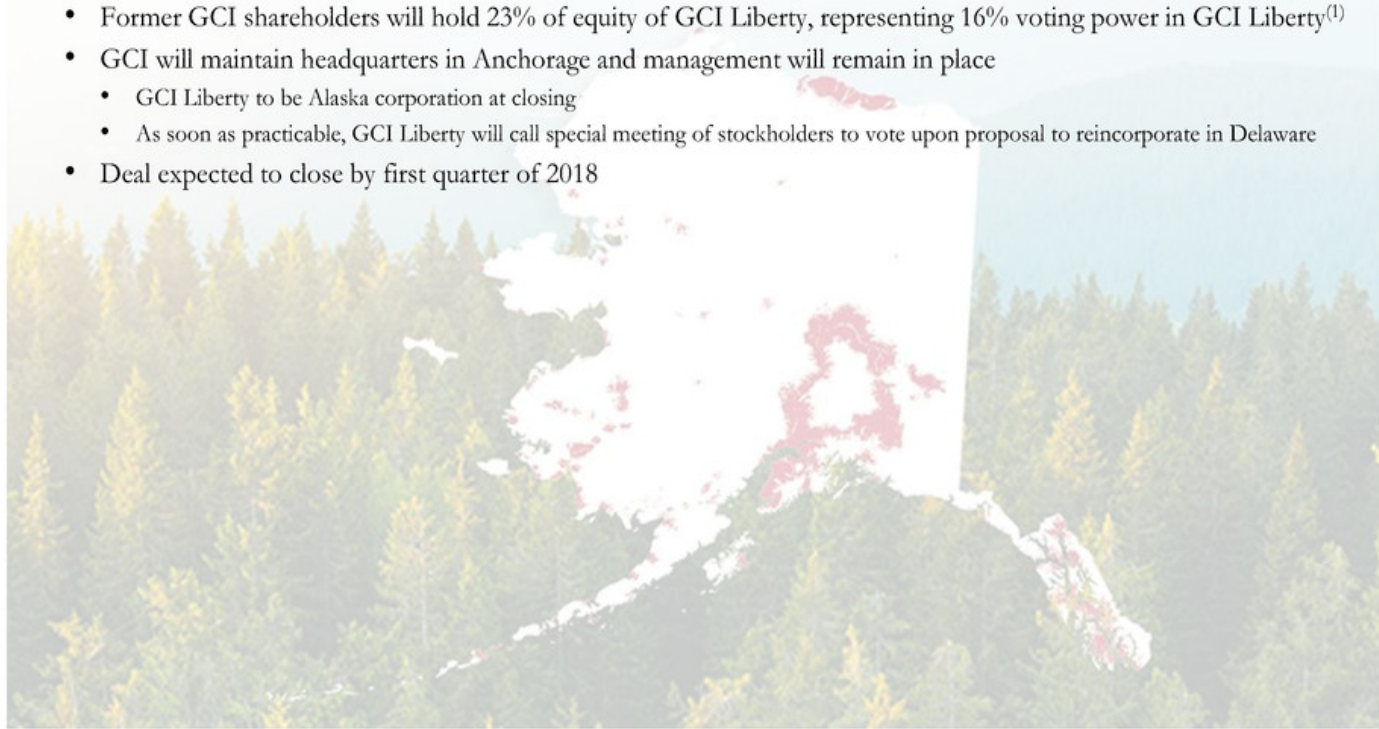 • Former GCI shareholders will hold 23% of equity of GCI Liberty, representing 16% voting power in GCI Liberty(1)
• GCI will maintain headquarters in Anchorage and management will remain in place
• GCI Liberty to be Alaska corporation at closing
• As soon as practicable, GCI Liberty will call special meeting of stockholders to vote upon proposal to reincorporate in Delaware
• Deal expected to close by first quarter of 2018